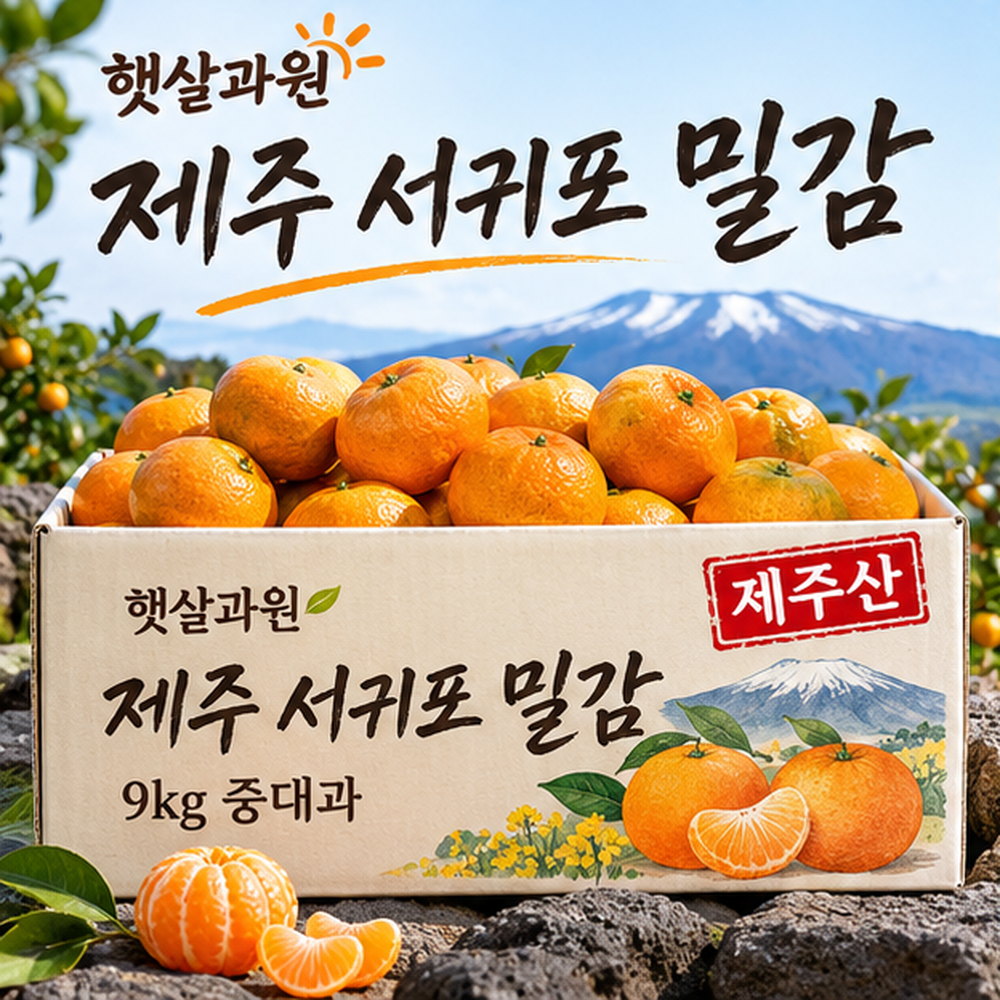 햇살과원
제주 서귀포 밀감
햇살과원
제주산
제주 서귀포 밀감
9kg 중대과